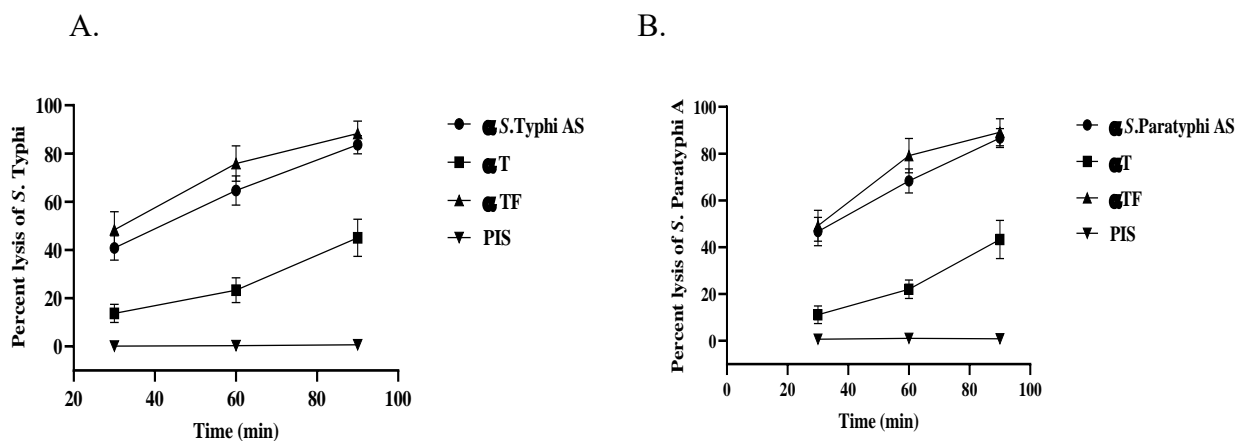 A.
Percent lysis of S. Typhi
100
80
60
40
20
0
20
40
60
80
100
Time (min)
α S.Typhi AS
α T
α TF
PIS
B.
Percent lysis of S. Paratyphi A
100
80
60
40
20
0
0
20
40
60
80
100
Time (min)
α S.Paratyphi AS
α T
α TF
PIS